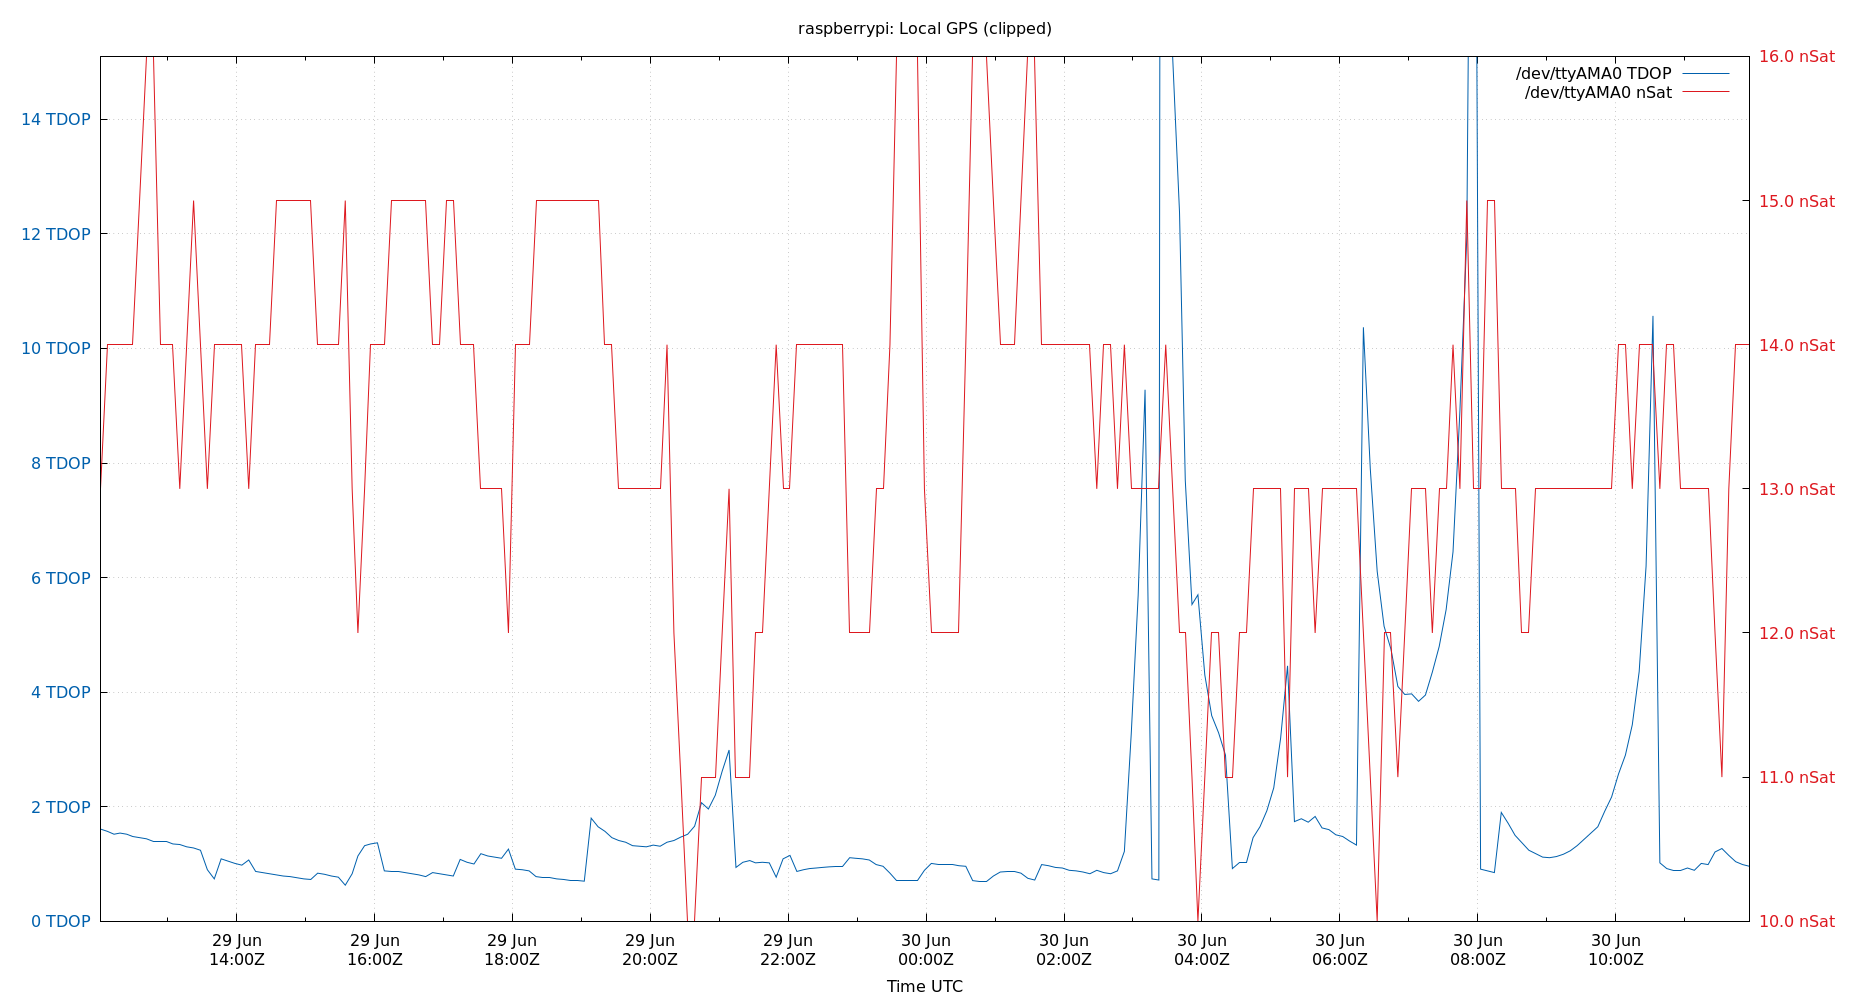 raspberrypi: Local GPS (clipped)
/dev/ttyAMA0 TDOP
/dev/ttyAMA0 nSat
14 TDOP
12 TDOP
10 TDOP
8 TDOP
6 TDOP
4 TDOP
2 TDOP
0 TDOP
16.0 nSat
15.0 nSat
14.0 nSat
13.0 nSat
12.0 nSat
11.0 nSat
10.0 nSat
29 Jun
14:00Z
29 Jun
16:00Z
29 Jun
18:00Z
29 Jun
20:00Z
29 Jun
22:00Z
30 Jun
00:00Z
30 Jun
02:00Z
30 Jun
04:00Z
30 Jun
06:00Z
30 Jun
08:00Z
30 Jun
10:00Z
Time UTC